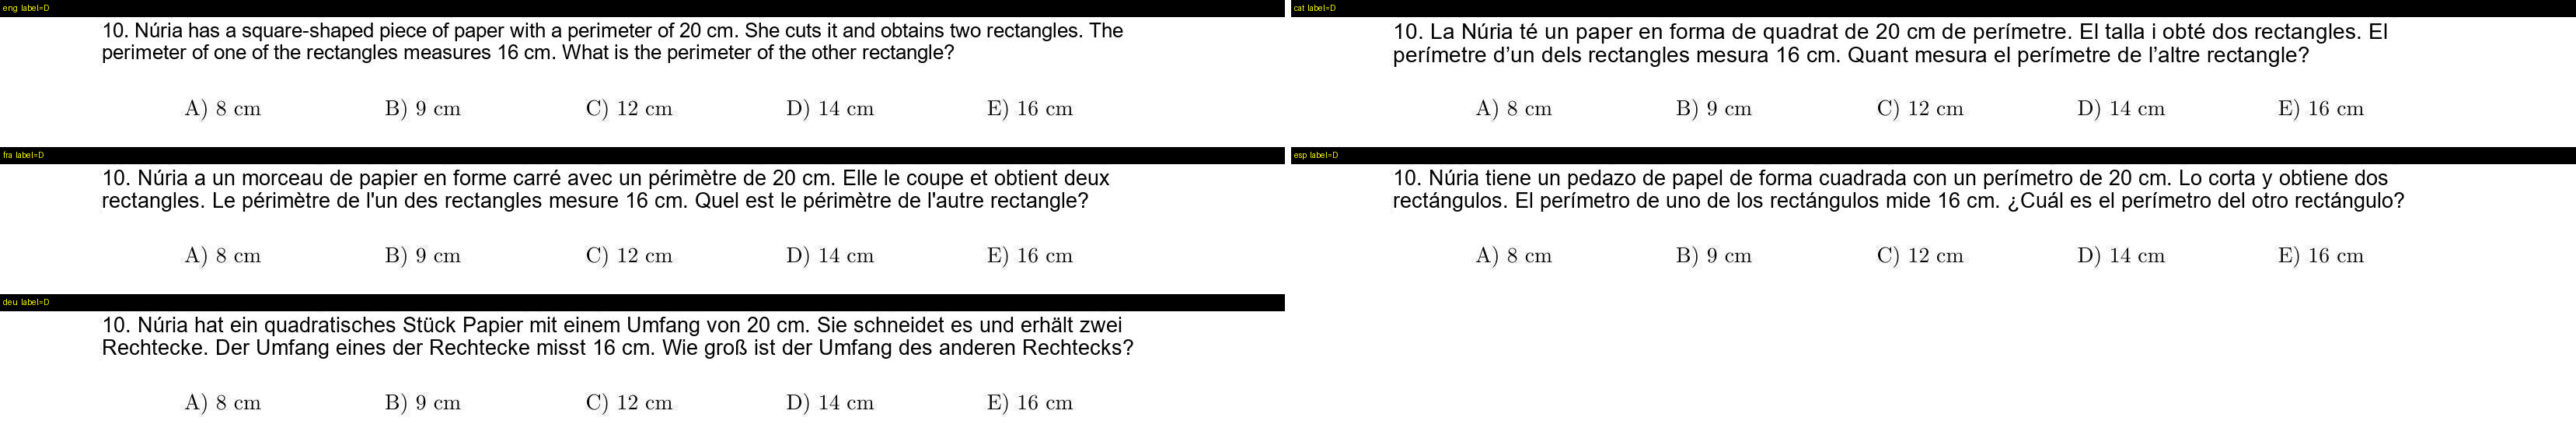 eng label=D
10. Núria has a square-shaped piece of paper with a perimeter of 20 cm. She cuts it and obtains two rectangles. The
perimeter of one of the rectangles measures 16 cm. What is the perimeter of the other rectangle?
A) 8 cm B) 9 cm C) 12 cm D) 14 cm E) 16 cm
cat label=D
10. La Núria té un paper en forma de quadrat de 20 cm de perímetre. El talla i obté dos rectangles. El
perímetre d’un dels rectangles mesura 16 cm. Quant mesura el perímetre de l’altre rectangle?
A) 8 cm B) 9 cm C) 12 cm D) 14 cm E) 16 cm
fra label=D
10. Núria a un morceau de papier en forme carré avec un périmètre de 20 cm. Elle le coupe et obtient deux
rectangles. Le périmètre de l'un des rectangles mesure 16 cm. Quel est le périmètre de l'autre rectangle?
A) 8 cm B) 9 cm C) 12 cm D) 14 cm E) 16 cm
esp label=D
10. Núria tiene un pedazo de papel de forma cuadrada con un perímetro de 20 cm. Lo corta y obtiene dos
rectángulos. El perímetro de uno de los rectángulos mide 16 cm. ¿Cuál es el perímetro del otro rectángulo?
A) 8 cm B) 9 cm C) 12 cm D) 14 cm E) 16 cm
deu label=D
10. Núria hat ein quadratisches Stück Papier mit einem Umfang von 20 cm. Sie schneidet es und erhält zwei
Rechtecke. Der Umfang eines der Rechtecke misst 16 cm. Wie groß ist der Umfang des anderen Rechtecks?
A) 8 cm B) 9 cm C) 12 cm D) 14 cm E) 16 cm